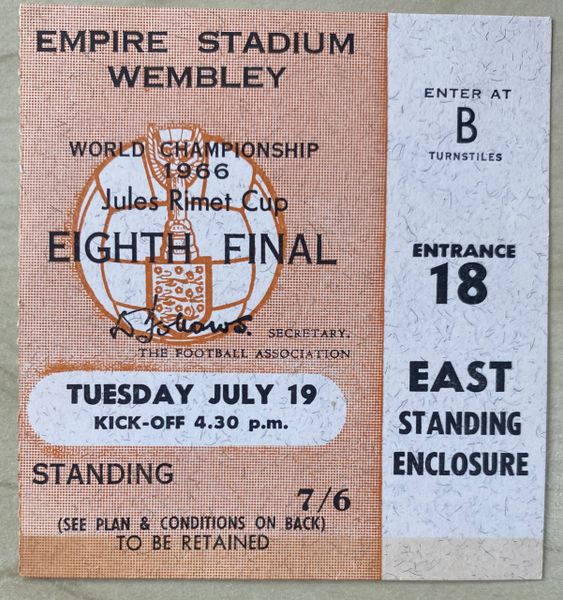 EMPIRE STADIUM
WEMBLEY
WORLD CHAMPIONSHIP
1966
Jules Rimet Cup
EIGHTH FINAL
D Follows.
SECRETARY.
THE FOOTBALL ASSOCIATION
TUESDAY JULY 19
KICK-OFF 4.30 p.m.
STANDING
7/6
(SEE PLAN & CONDITIONS ON BACK)
TO BE RETAINED
ENTER AT
B
TURNSTILES
ENTRANCE
18
EAST
STANDING
ENCLOSURE